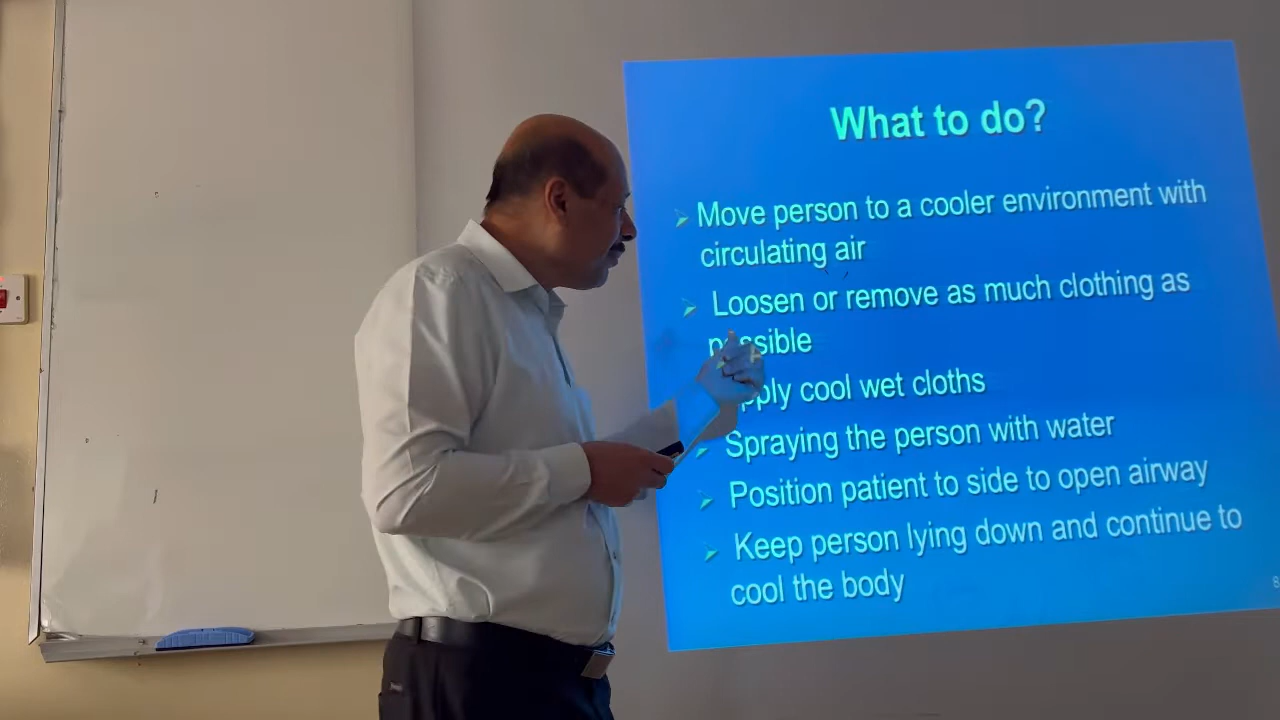 What to do?
Move person to a cooler environment with
circulating air
Loosen or remove as much clothing as
possible
Apply cool wet cloths
Spraying the person with water
Position patient to side to open airway
Keep person lying down and continue to
cool the body
8